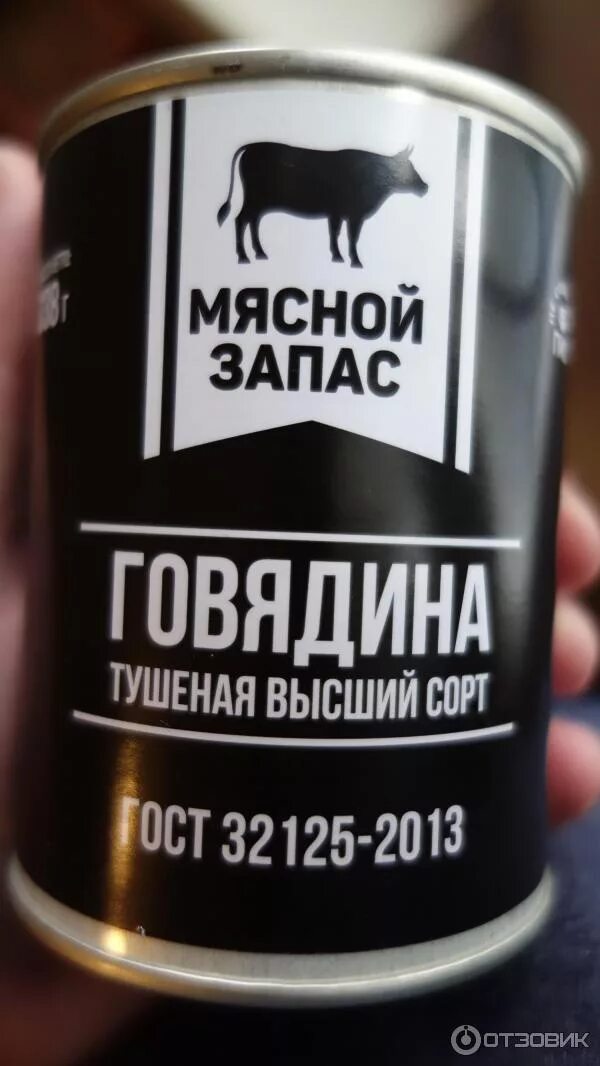 МЯСНОЙ
ЗАПАС
ГОВЯДИНА
ТУШЕНАЯ ВЫСШИЙ СОРТ
ГОСТ 32125-2013
ОТЗОВИК